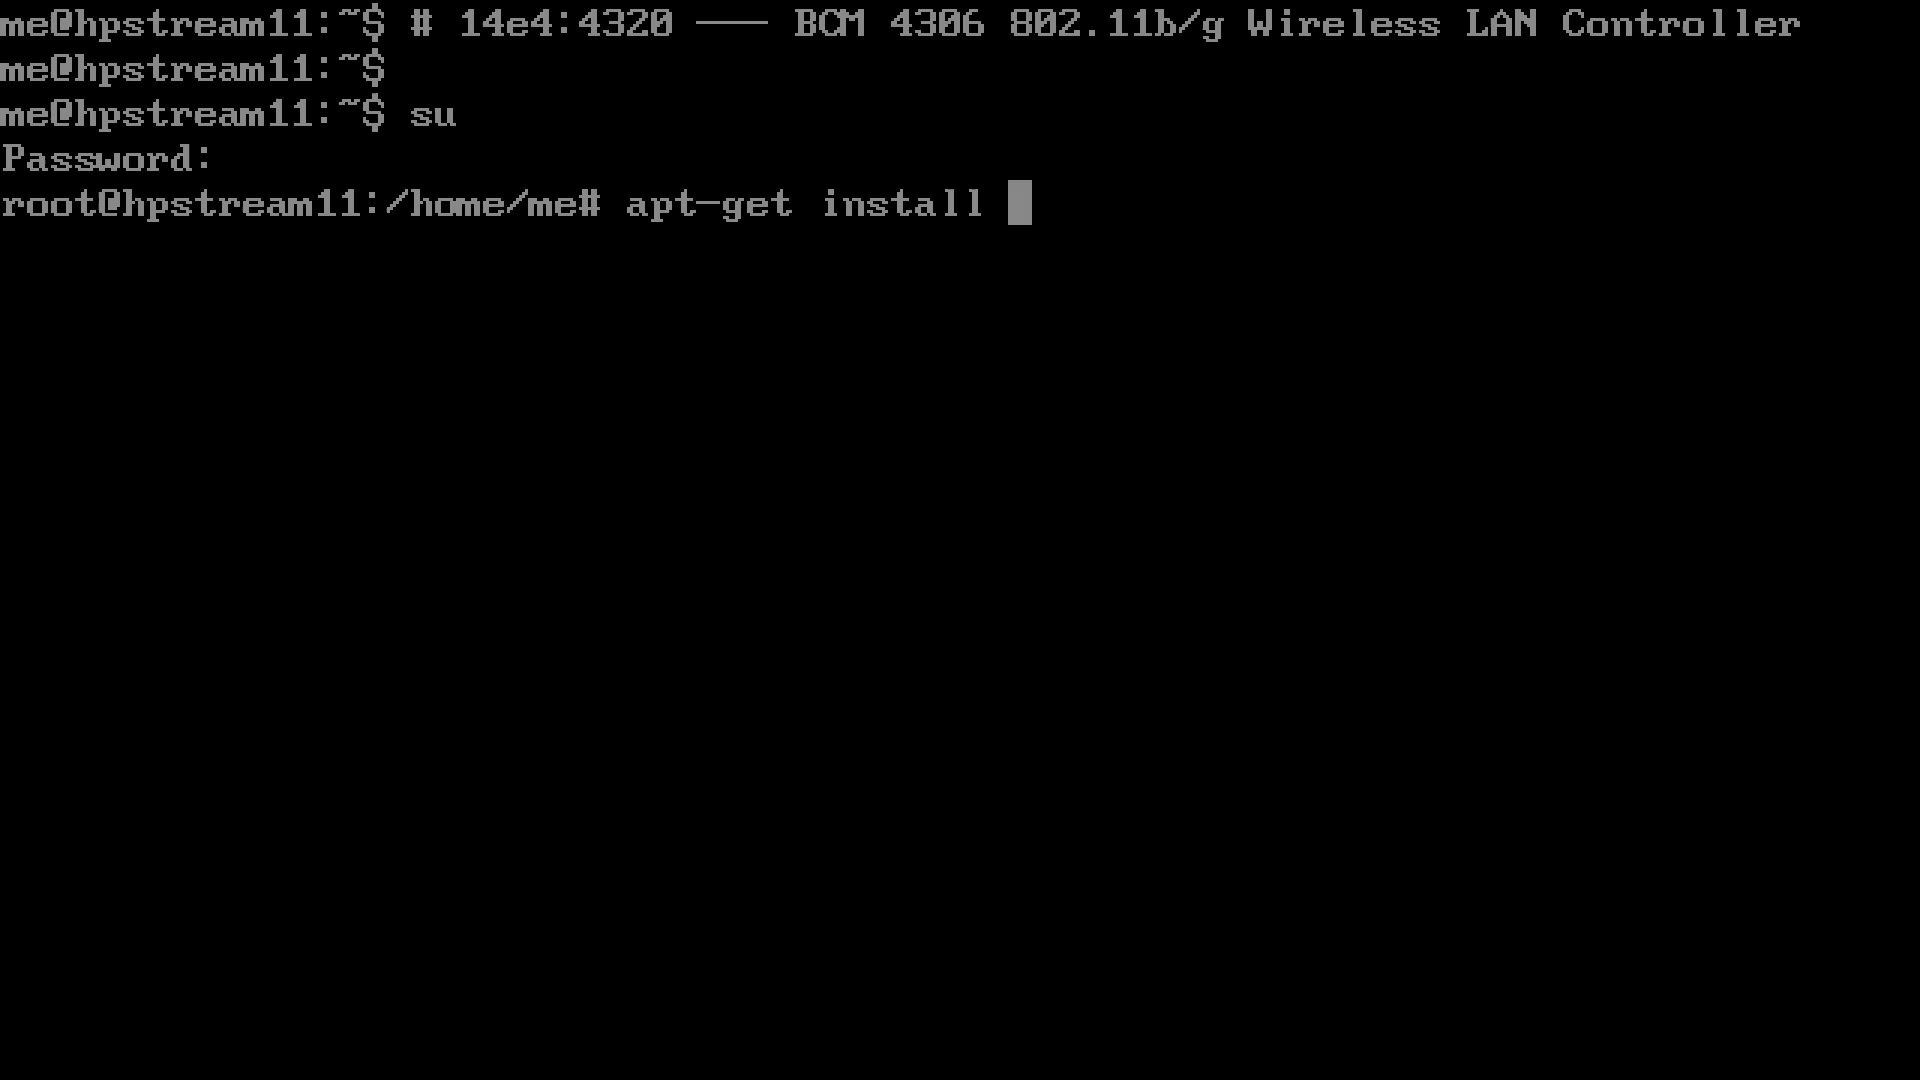 me@hpstream11:~$ # 14e4:4320 ─── BCM 4306 802.11b/g Wireless LAN Controller
me@hpstream11:~$
me@hpstream11:~$ su
Password:
root@hpstream11:/home/me# apt-get install